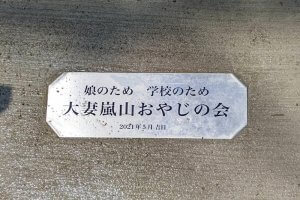 娘のため　学校のため
大妻嵐山おやじの会
2021年3月吉日